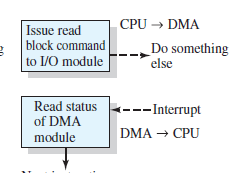 Issue read
block command
to I/O module
CPU → DMA
Do something
else
Read status
of DMA
module
Interrupt
DMA → CPU